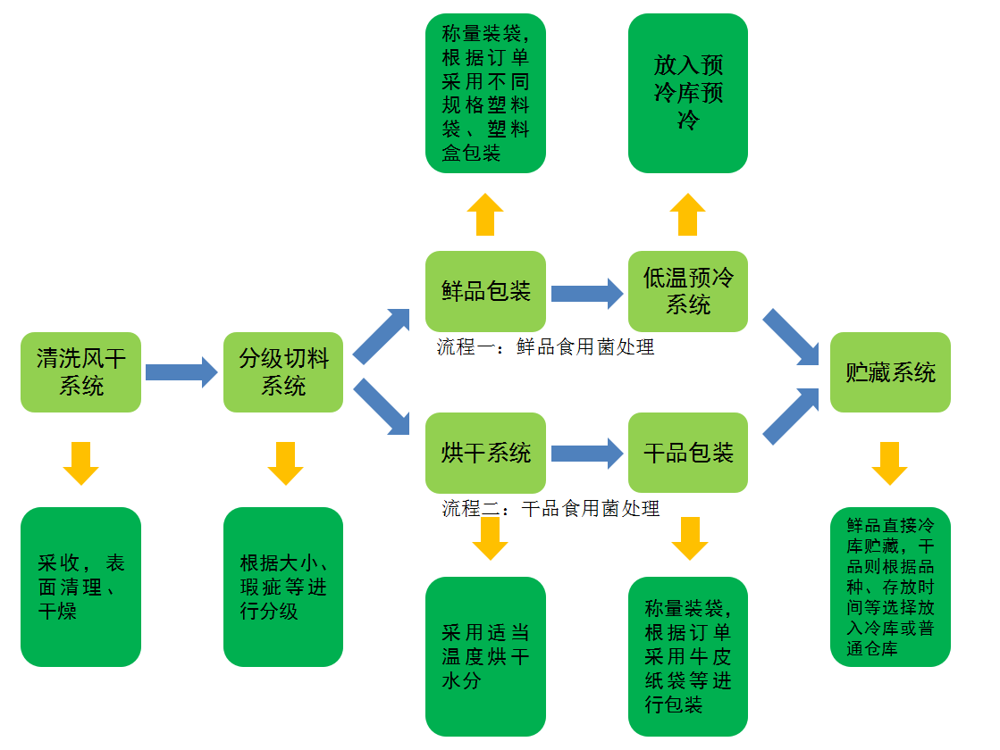 称量装袋，
根据订单
采用不同
规格塑料
袋、塑料
盒包装
放入预
冷库预
冷
鲜品包装
低温预冷
系统
流程一：鲜品食用菌处理
清洗风干
系统
分级切料
系统
贮藏系统
烘干系统
干品包装
流程二：干品食用菌处理
采收，表
面清理、
干燥
根据大小、
瑕疵等进
行分级
采用适当
温度烘干
水分
称量装袋，
根据订单
采用牛皮
纸袋等进
行包装
鲜品直接冷
库贮藏，干
品则根据品
种、存放时
间等选择放
入冷库或普
通仓库